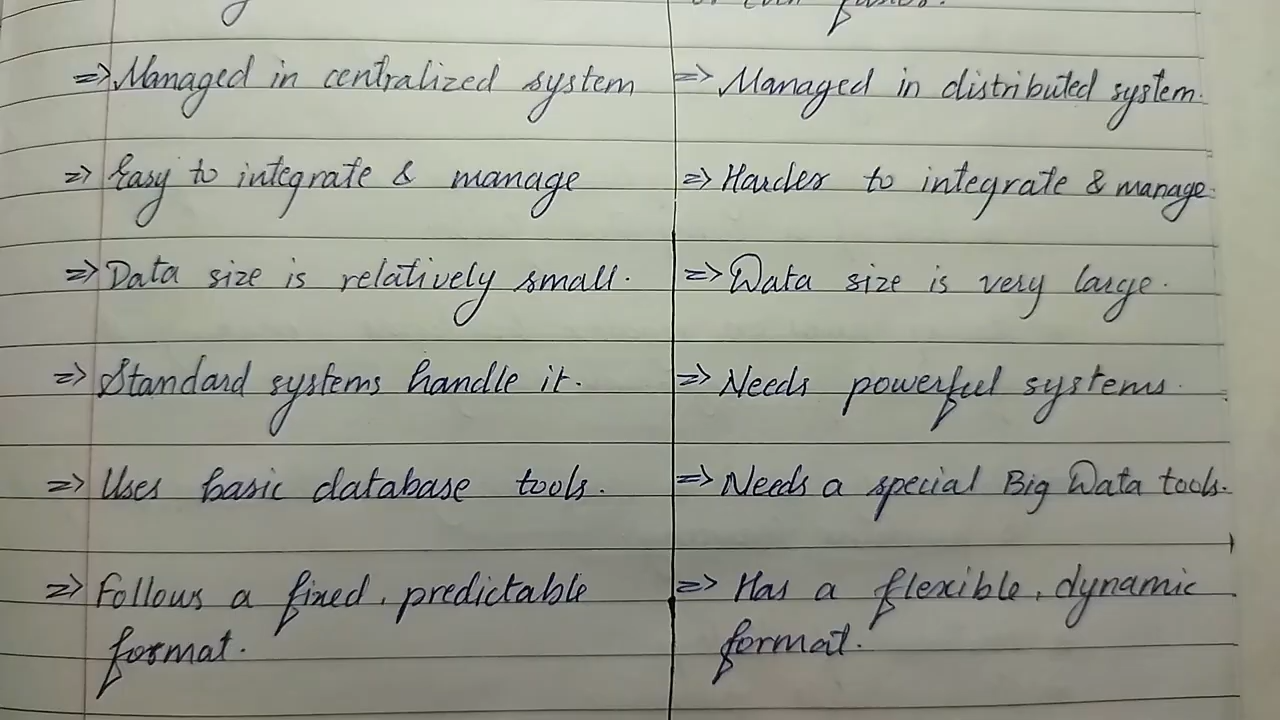 ⇒ Managed in centralized system
⇒ Managed in distributed system.
⇒ Easy to integrate & manage
⇒ Harder to integrate & manage.
⇒ Data size is relatively small.
⇒ Data size is very large.
⇒ Standard systems handle it.
⇒ Needs powerful systems.
⇒ Uses basic database tools.
⇒ Needs a special Big Data tools.
⇒ Follows a fixed, predictable
format.
⇒ Has a flexible, dynamic
format.